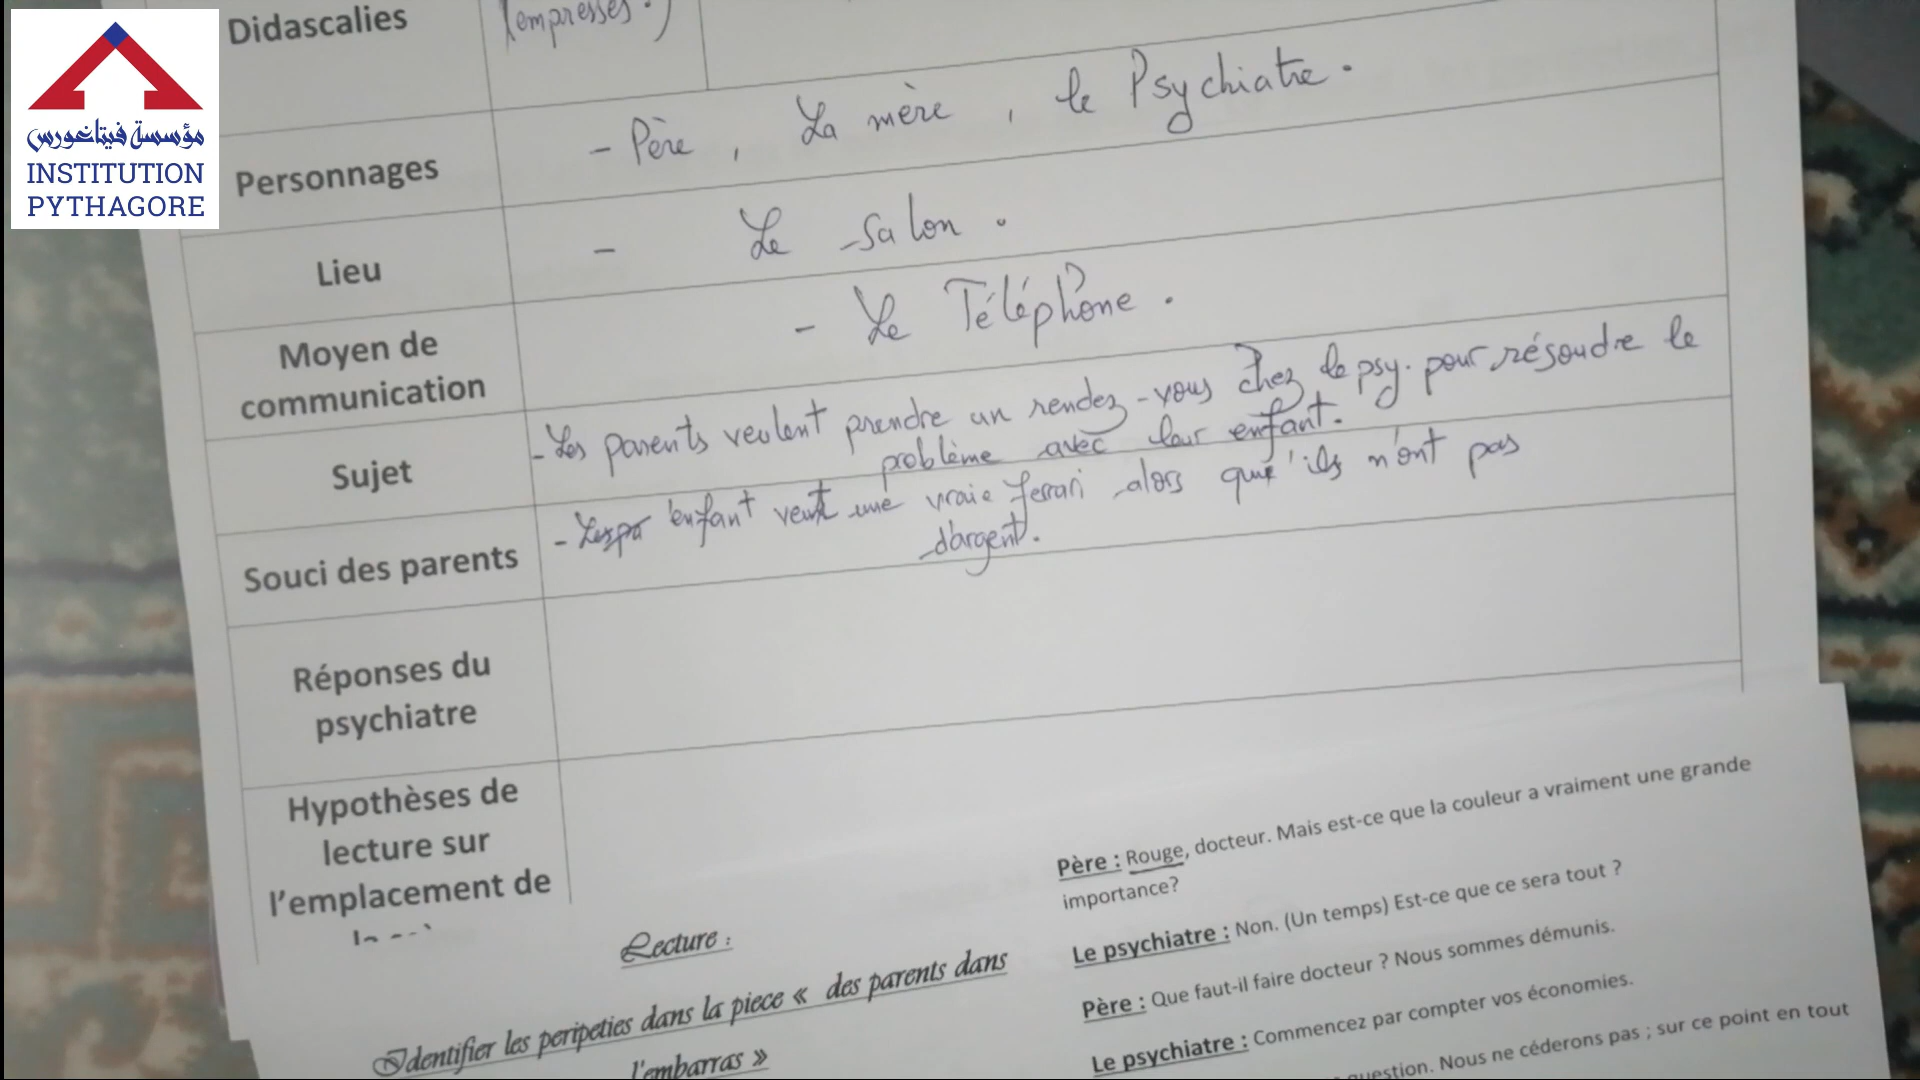 مؤسسة فيتاغورس
INSTITUTION
PYTHAGORE
Didascalies
(empressés.)
Personnages
- Père , La mère , le Psychiatre .
Lieu
- Le salon .
Moyen de
communication
- Le Téléphone .
Sujet
- Les parents veulent prendre un rendez-vous chez le psy. pour résoudre le
problème avec leur enfant.
Souci des parents
- enfant veut une vraie ferrari alors que ils n'ont pas
d'argent.
Réponses du
psychiatre
Hypothèses de
lecture sur
l'emplacement de
Lecture :
Identifier les peripeties dans la piece « des parents dans
l'embarras »
Père : Rouge, docteur. Mais est-ce que la couleur a vraiment une grande
importance?
Le psychiatre : Non. (Un temps) Est-ce que ce sera tout ?
Père : Que faut-il faire docteur ? Nous sommes démunis.
Le psychiatre : Commencez par compter vos économies.
question. Nous ne céderons pas ; sur ce point en tout